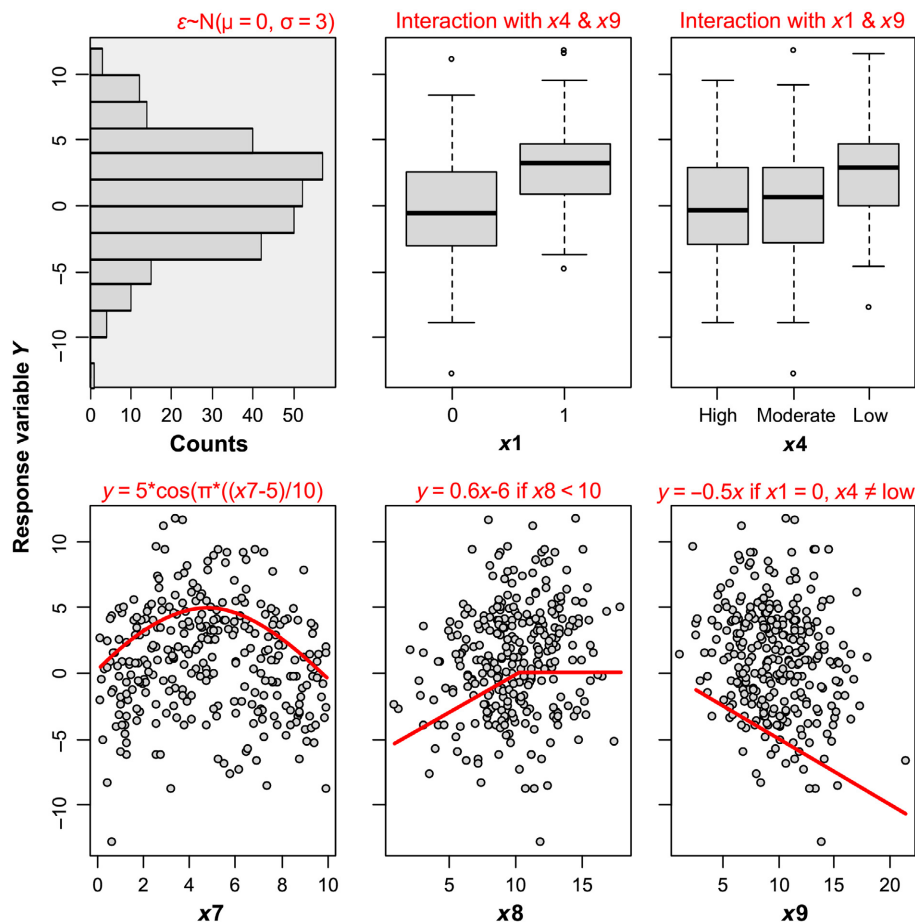 ε~N(μ = 0, σ = 3)
Interaction with x4 & x9
Interaction with x1 & x9
Response variable Y
10
5
0
−5
−10
0 10 20 30 40 50
Counts
0 1
x1
High Moderate Low
x4
y = 5*cos(π*((x7-5)/10)
y = 0.6x-6 if x8 < 10
y = −0.5x if x1 = 0, x4 ≠ low
10
5
0
−5
−10
0 2 4 6 8 10
x7
5 10 15
x8
5 10 15 20
x9